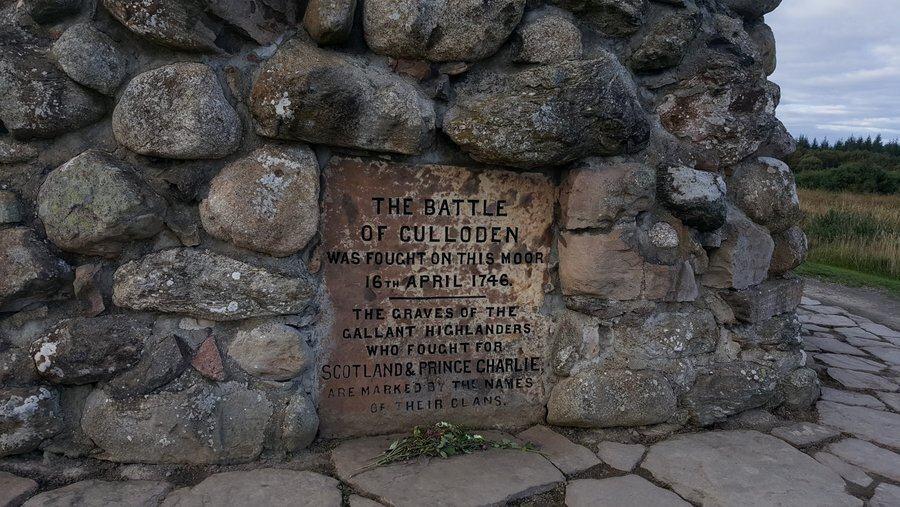 THE BATTLE
OF CULLODEN
WAS FOUGHT ON THIS MOOR
16TH APRIL 1746.
THE GRAVES OF THE
GALLANT HIGHLANDERS
WHO FOUGHT FOR
SCOTLAND & PRINCE CHARLIE,
ARE MARKED BY THE NAMES
OF THEIR CLANS.